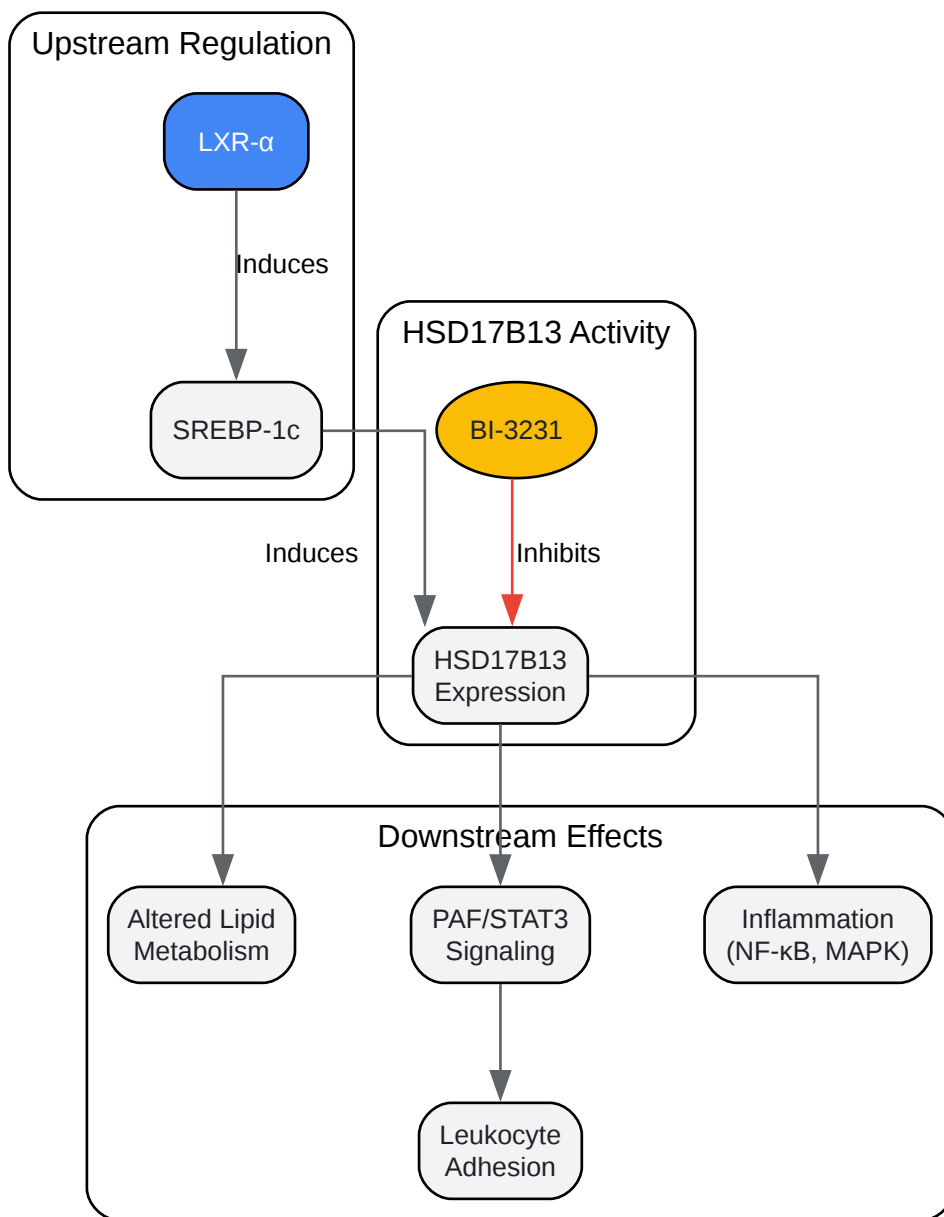 Upstream Regulation
LXR-α
Induces
SREBP-1c
HSD17B13 Activity
BI-3231
Induces
Inhibits
HSD17B13
Expression
Downstream Effects
Altered Lipid
Metabolism
PAF/STAT3
Signaling
Inflammation
(NF-κB, MAPK)
Leukocyte
Adhesion